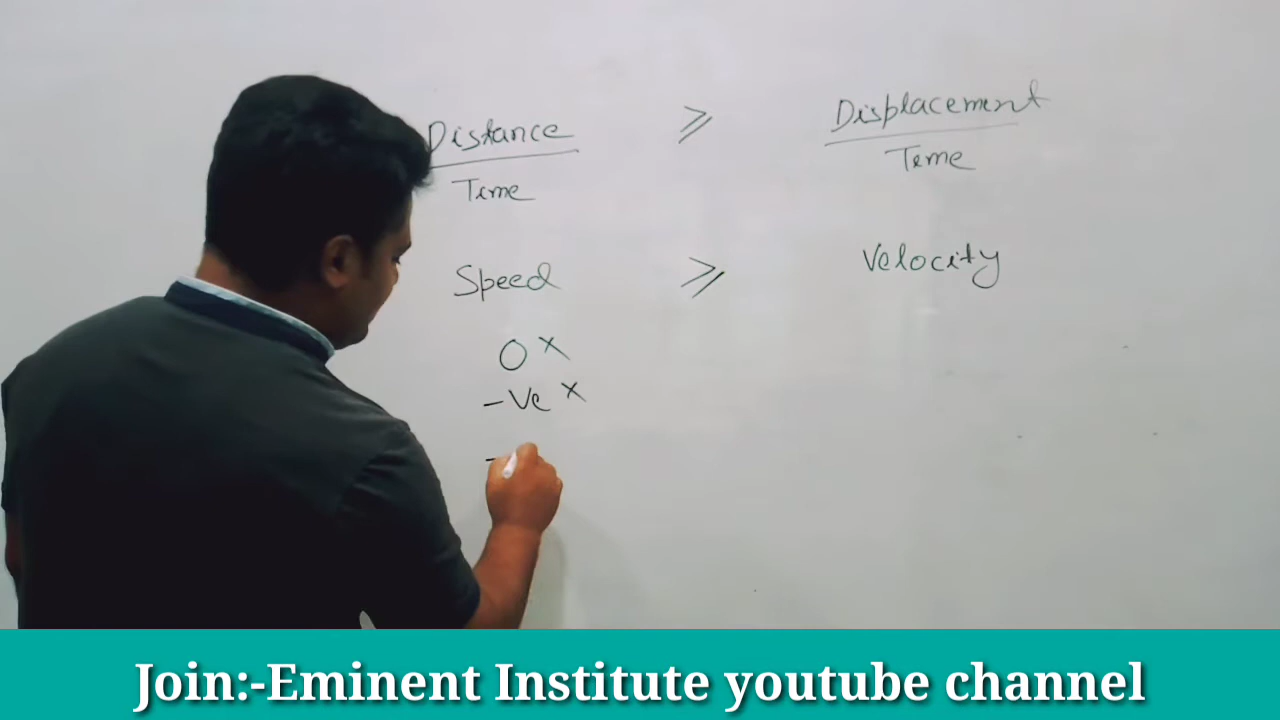 Distance ⩾ Displacement
Time Time
Speed ⩾ Velocity
0 ×
-Ve ×
-
Join:-Eminent Institute youtube channel